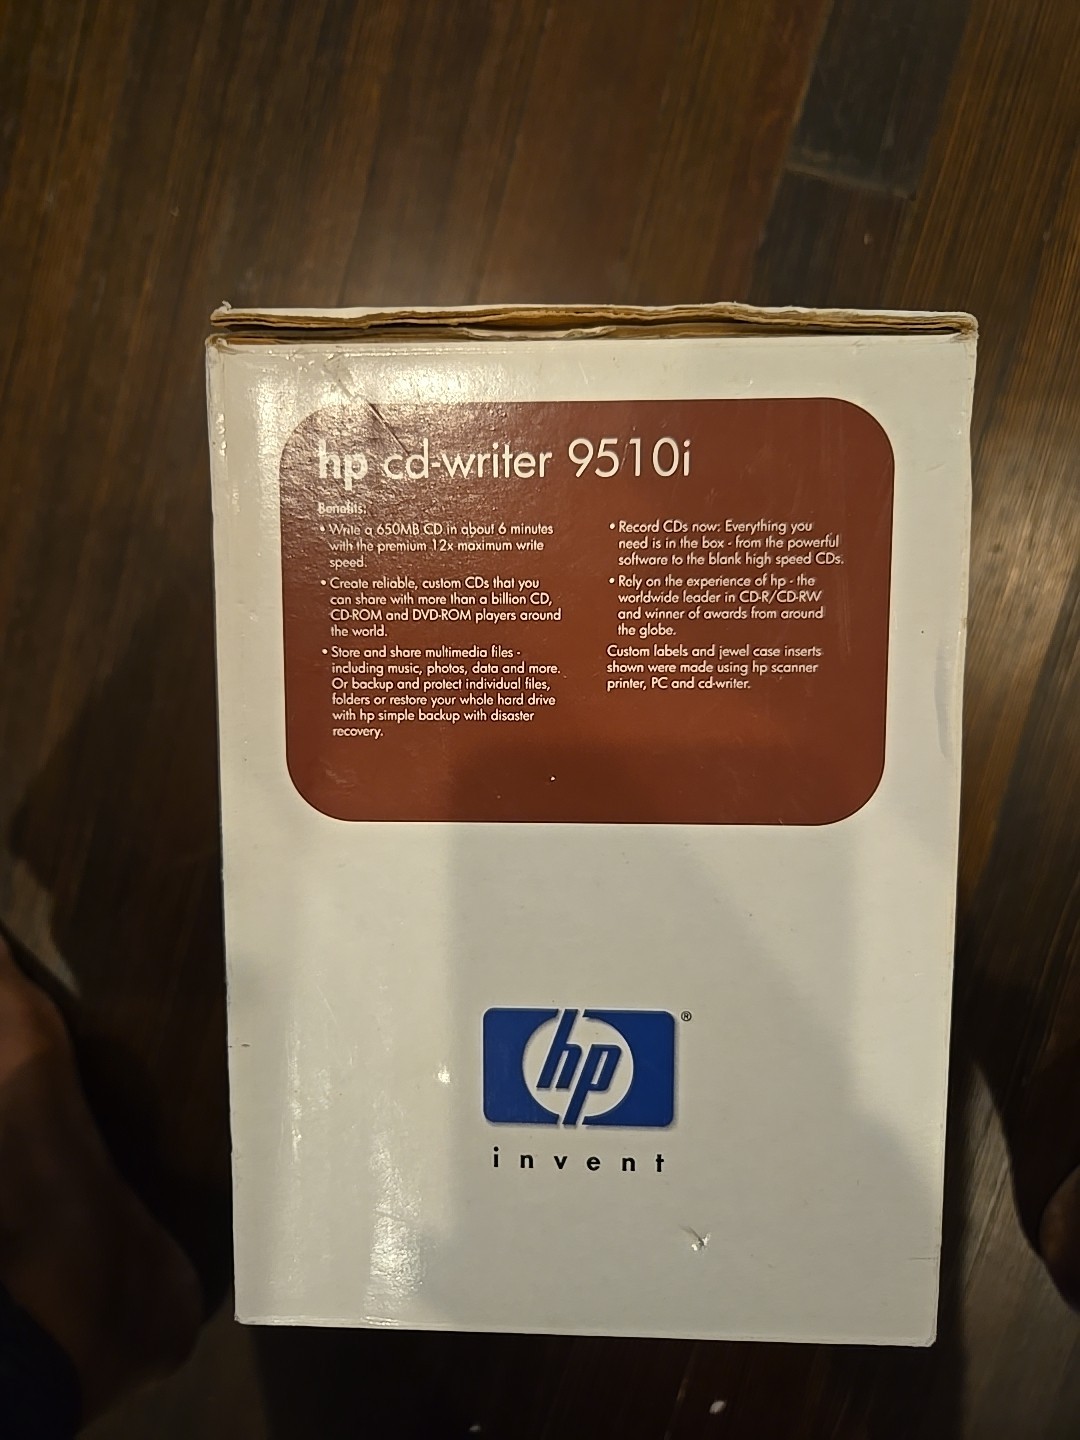 hp cd-writer 9510i
Benefits:
• Write a 650MB CD in about 6 minutes
with the premium 12x maximum write
speed.
• Create reliable, custom CDs that you
can share with more than a billion CD,
CD-ROM and DVD-ROM players around
the world.
• Store and share multimedia files -
including music, photos, data and more.
Or backup and protect individual files,
folders or restore your whole hard drive
with hp simple backup with disaster
recovery.
• Record CDs now: Everything you
need is in the box - from the powerful
software to the blank high speed CDs.
• Rely on the experience of hp - the
worldwide leader in CD-R/CD-RW
and winner of awards from around
the globe.
Custom labels and jewel case inserts
shown were made using hp scanner
printer, PC and cd-writer.
hp ®
invent